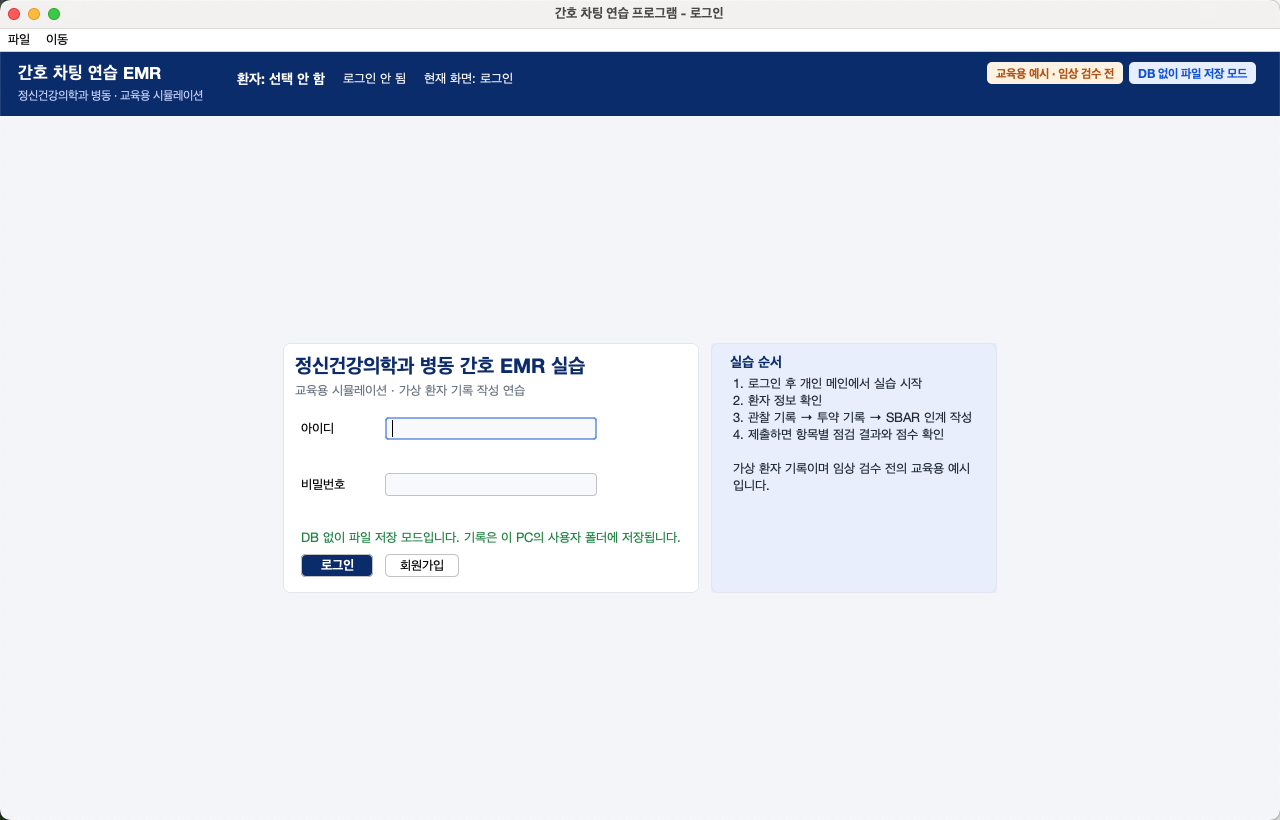 간호 차팅 연습 프로그램 - 로그인
파일 이동
간호 차팅 연습 EMR
정신건강의학과 병동 · 교육용 시뮬레이션
환자: 선택 안 함 로그인 안 됨 현재 화면: 로그인
교육용 예시 · 임상 검수 전 DB 없이 파일 저장 모드
정신건강의학과 병동 간호 EMR 실습
교육용 시뮬레이션 · 가상 환자 기록 작성 연습
아이디
비밀번호
DB 없이 파일 저장 모드입니다. 기록은 이 PC의 사용자 폴더에 저장됩니다.
로그인 회원가입
실습 순서
1. 로그인 후 개인 메인에서 실습 시작
2. 환자 정보 확인
3. 관찰 기록 → 투약 기록 → SBAR 인계 작성
4. 제출하면 항목별 점검 결과와 점수 확인
가상 환자 기록이며 임상 검수 전의 교육용 예시
입니다.